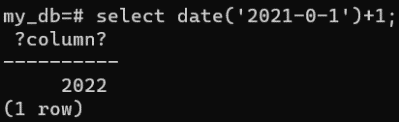 my_db=# select date('2021-0-1')+1;
?column?
----------
2022
(1 row)